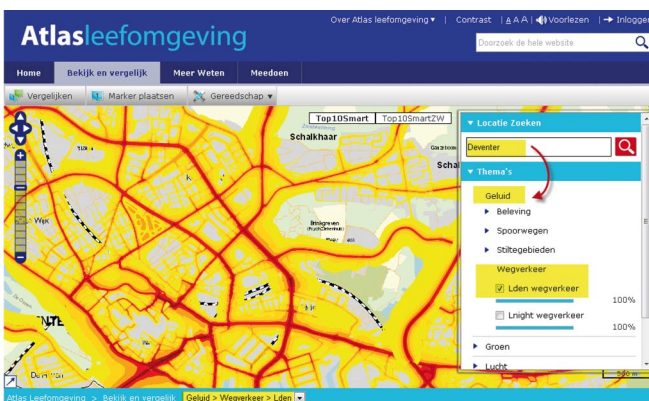 Over Atlas leefomgeving ▾ | Contrast | A A A | Voorlezen | Inloggen
Atlasleefomgeving
Doorzoek de hele website
Home Bekijk en vergelijk Meer Weten Meedoen
Vergelijken Marker plaatsen Gereedschap ▾
Top10Smart Top10SmartZW
Schalkhaar
Locatie Zoeken
Deventer
Thema's
Geluid
Beleving
Spoorwegen
Stiltegebieden
Wegverkeer
Lden wegverkeer
100%
Lnight wegverkeer
100%
Groen
Lucht
Brinkgreven
Atlas Leefomgeving > Bekijk en vergelijk Geluid > Wegverkeer > Lden